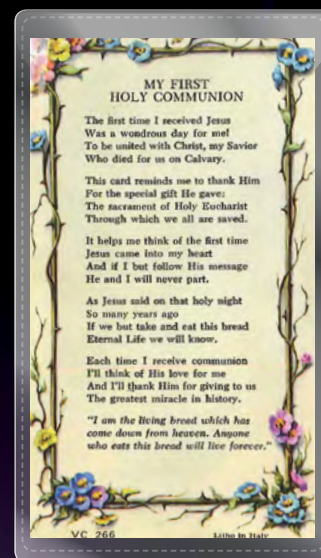 MY FIRST
HOLY COMMUNION
The first time I received Jesus
Was a wondrous day for me!
To be united with Christ, my Savior
Who died for us on Calvary.
This card reminds me to thank Him
For the special gift He gave:
The sacrament of Holy Eucharist
Through which we all are saved.
It helps me think of the first time
Jesus came into my heart
And if I but follow His message
He and I will never part.
As Jesus said on that holy night
So many years ago
If we but take and eat this bread
Eternal Life we will know.
Each time I receive communion
I'll think of His love for me
And I'll thank Him for giving to us
The greatest miracle in history.
"I am the living bread which has
come down from heaven. Anyone
who eats this bread will live forever."
VC 266 Litho in Italy